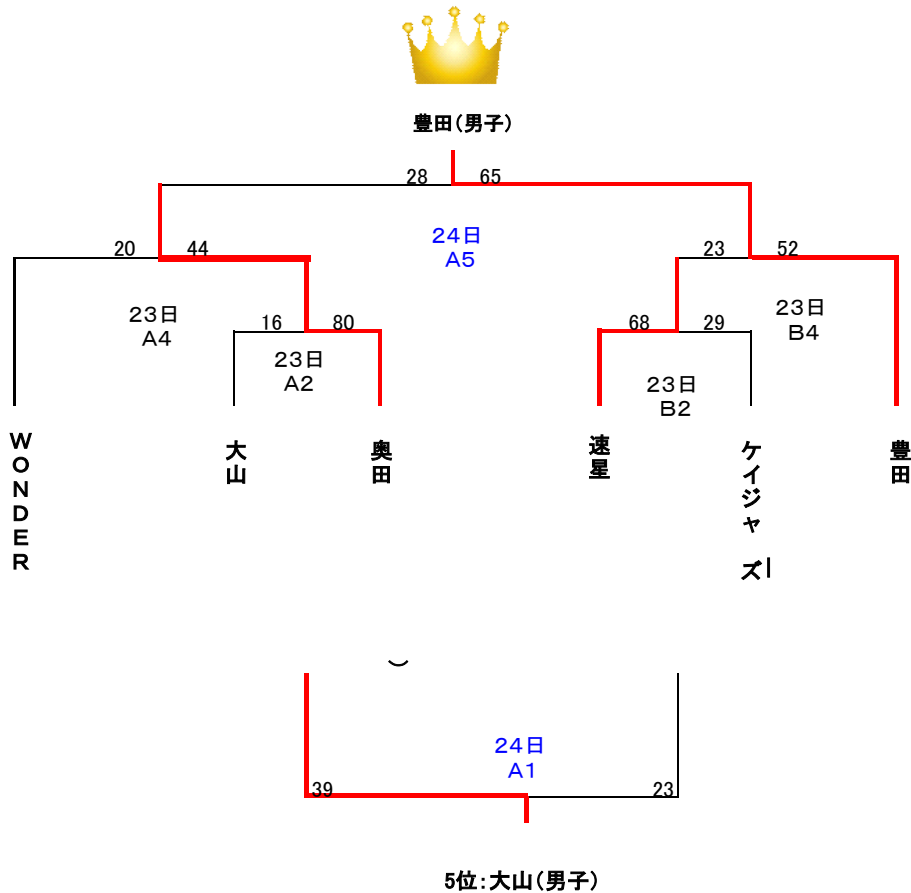 豊田(男子)
28 65
24日
A5
20 44
23 52
23日
A4
23日
B4
16 80
68 29
23日
A2
23日
B2
WONDER
大山
奥田
速星
ケイジャーズ
豊田
24日
A1
39 23
5位:大山(男子)